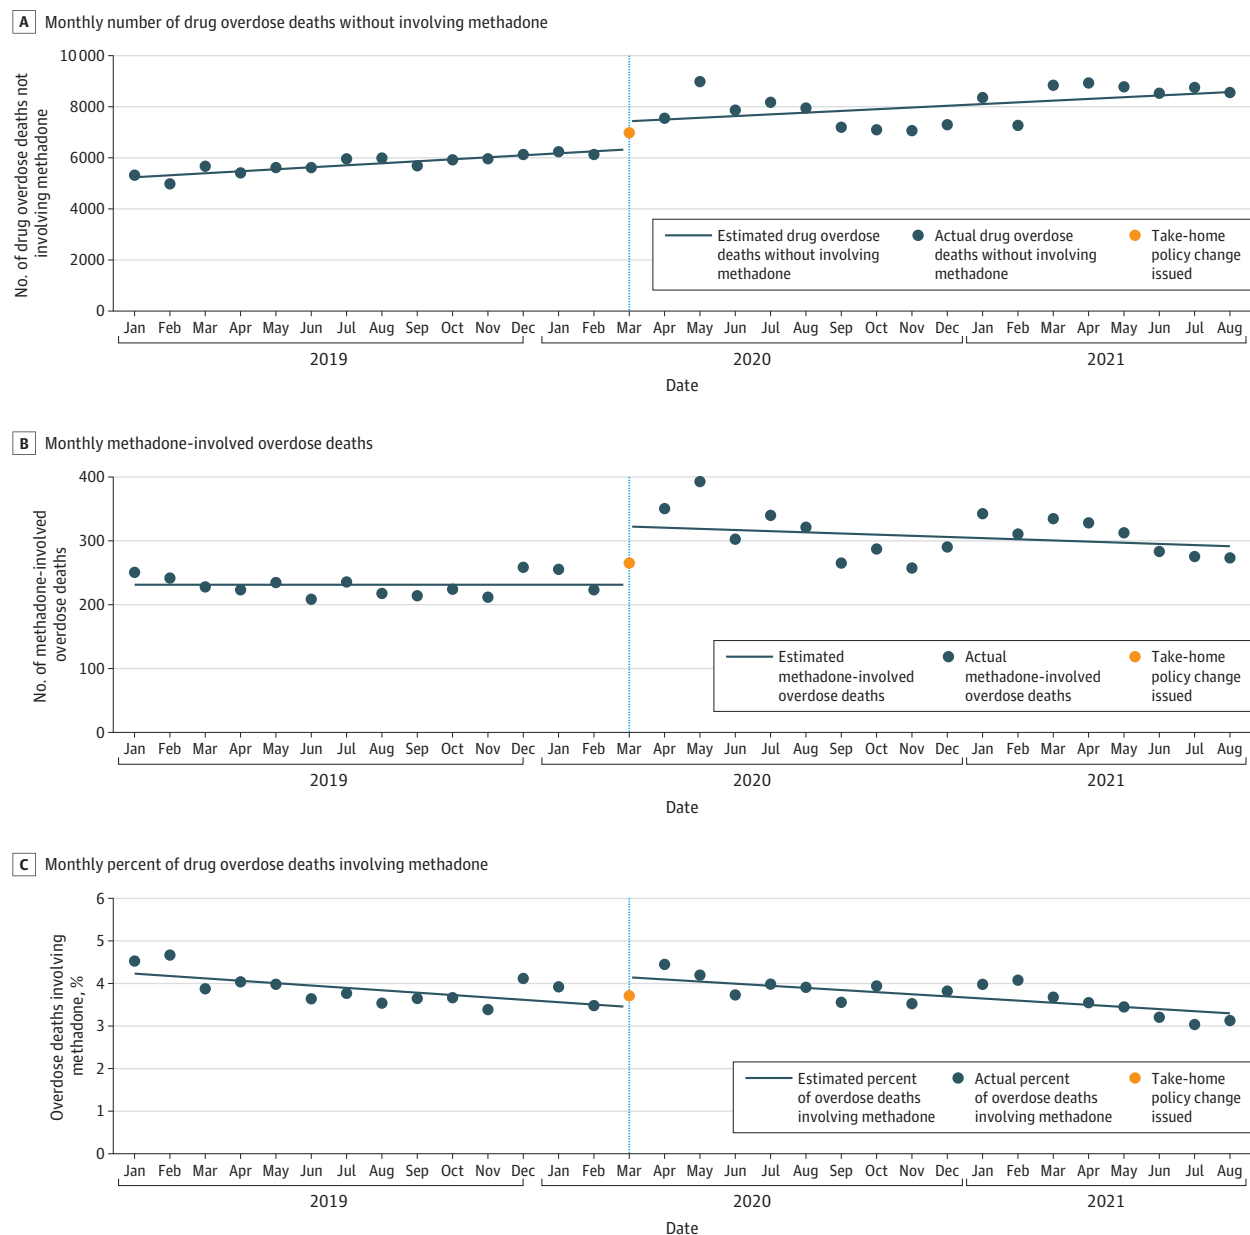 A Monthly number of drug overdose deaths without involving methadone
No. of drug overdose deaths not
involving methadone
10 000
8000
6000
4000
2000
0
Estimated drug overdose
deaths without involving
methadone
Actual drug overdose
deaths without involving
methadone
Take-home
policy change
issued
Jan Feb Mar Apr May Jun Jul Aug Sep Oct Nov Dec Jan Feb Mar Apr May Jun Jul Aug Sep Oct Nov Dec Jan Feb Mar Apr May Jun Jul Aug
2019 2020 2021
Date
B Monthly methadone-involved overdose deaths
No. of methadone-involved
overdose deaths
400
300
200
100
0
Estimated
methadone-involved
overdose deaths
Actual
methadone-involved
overdose deaths
Take-home
policy change
issued
Jan Feb Mar Apr May Jun Jul Aug Sep Oct Nov Dec Jan Feb Mar Apr May Jun Jul Aug Sep Oct Nov Dec Jan Feb Mar Apr May Jun Jul Aug
2019 2020 2021
Date
C Monthly percent of drug overdose deaths involving methadone
Overdose deaths involving
methadone, %
6
5
4
3
2
1
0
Estimated percent
of overdose deaths
involving methadone
Actual percent
of overdose deaths
involving methadone
Take-home
policy change
issued
Jan Feb Mar Apr May Jun Jul Aug Sep Oct Nov Dec Jan Feb Mar Apr May Jun Jul Aug Sep Oct Nov Dec Jan Feb Mar Apr May Jun Jul Aug
2019 2020 2021
Date